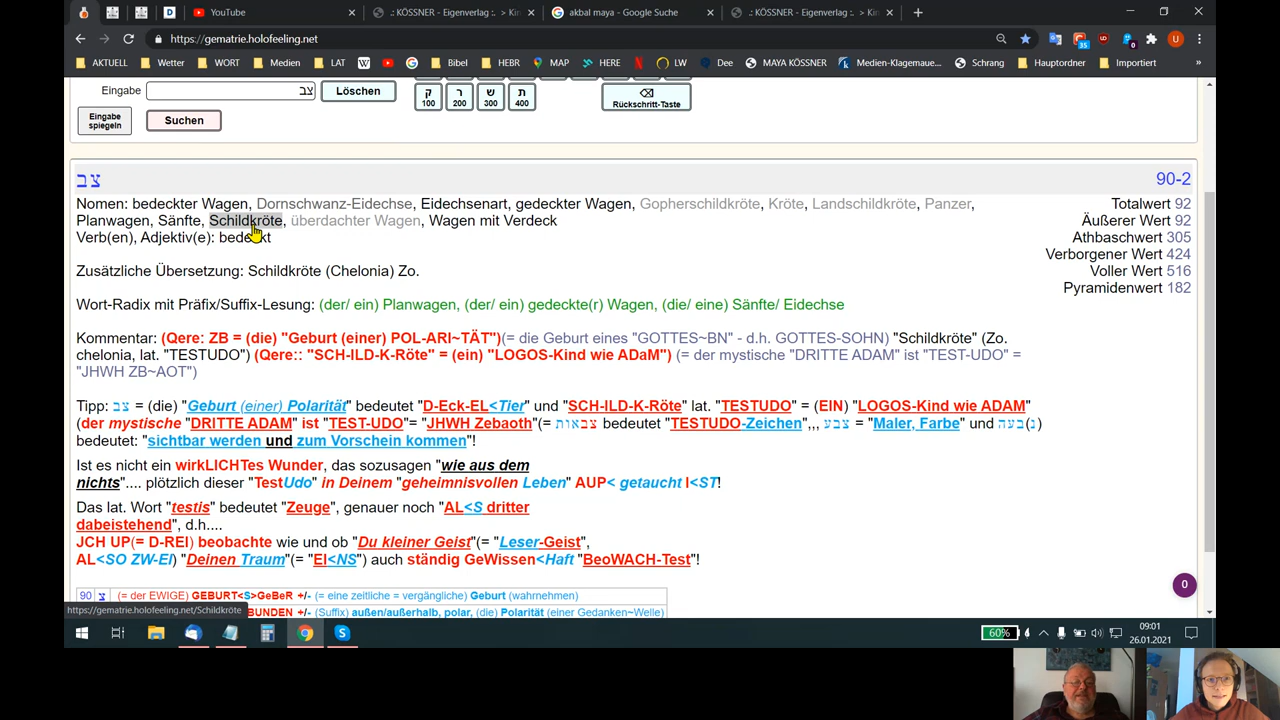 YouTube
.: KÖSSNER - Eigenverlag :. > Kin
akbal maya - Google Suche
.: KÖSSNER - Eigenverlag :. > Kin
https://gematrie.holofeeling.net
AKTUELL Wetter WORT Medien LAT Bibel HEBR MAP HERE LW Dee MAYA KÖSSNER Medien-Klagemaue... Schrang Hauptordner Importiert »
Eingabe צב Löschen
ק ר ש ת
100 200 300 400 Rückschritt-Taste
Eingabe spiegeln Suchen
צב 90-2
Nomen: bedeckter Wagen, Dornschwanz-Eidechse, Eidechsenart, gedeckter Wagen, Gopherschildkröte, Kröte, Landschildkröte, Panzer,
Planwagen, Sänfte, Schildkröte, überdachter Wagen, Wagen mit Verdeck
Verb(en), Adjektiv(e): bedeckt
Totalwert 92
Äußerer Wert 92
Athbaschwert 305
Verborgener Wert 424
Voller Wert 516
Pyramidenwert 182
Zusätzliche Übersetzung: Schildkröte (Chelonia) Zo.
Wort-Radix mit Präfix/Suffix-Lesung: (der/ ein) Planwagen, (der/ ein) gedeckte(r) Wagen, (die/ eine) Sänfte/ Eidechse
Kommentar: (Qere: ZB = (die) "Geburt (einer) POL-ARI~TÄT")(= die Geburt eines "GOTTES~BN" - d.h. GOTTES-SOHN) "Schildkröte" (Zo.
chelonia, lat. "TESTUDO") (Qere:: "SCH-ILD-K-Röte" = (ein) "LOGOS-Kind wie ADaM") (= der mystische "DRITTE ADAM" ist "TEST-UDO" =
"JHWH ZB~AOT")
Tipp: צב = (die) "Geburt (einer) Polarität" bedeutet "D-Eck-EL<Tier" und "SCH-ILD-K-Röte" lat. "TESTUDO" = (EIN) "LOGOS-Kind wie ADAM"
(der mystische "DRITTE ADAM" ist "TEST-UDO"= "JHWH Zebaoth"(= צבאות bedeutet "TESTUDO-Zeichen",,, צבע = "Maler, Farbe" und נ)בעה)
bedeutet: "sichtbar werden und zum Vorschein kommen"!
Ist es nicht ein wirkLICHTes Wunder, das sozusagen "wie aus dem
nichts".... plötzlich dieser "TestUdo" in Deinem "geheimnisvollen Leben" AUP< getaucht I<ST!
Das lat. Wort "testis" bedeutet "Zeuge", genauer noch "AL<S dritter
dabeistehend", d.h....
JCH UP(= D-REI) beobachte wie und ob "Du kleiner Geist"(= "Leser-Geist",
AL<SO ZW-EI) "Deinen Traum"(= "EI<NS") auch ständig GeWissen<Haft "BeoWACH-Test"!
90 צ (= der EWIGE) GEBURT<S>GeBeR +/- (= eine zeitliche = vergängliche) Geburt (wahrnehmen)
BUNDEN +/- (Suffix) außen/außerhalb, polar, (die) Polarität (einer Gedanken~Welle)
https://gematrie.holofeeling.net/Schildkröte
0
60%
09:01
26.01.2021